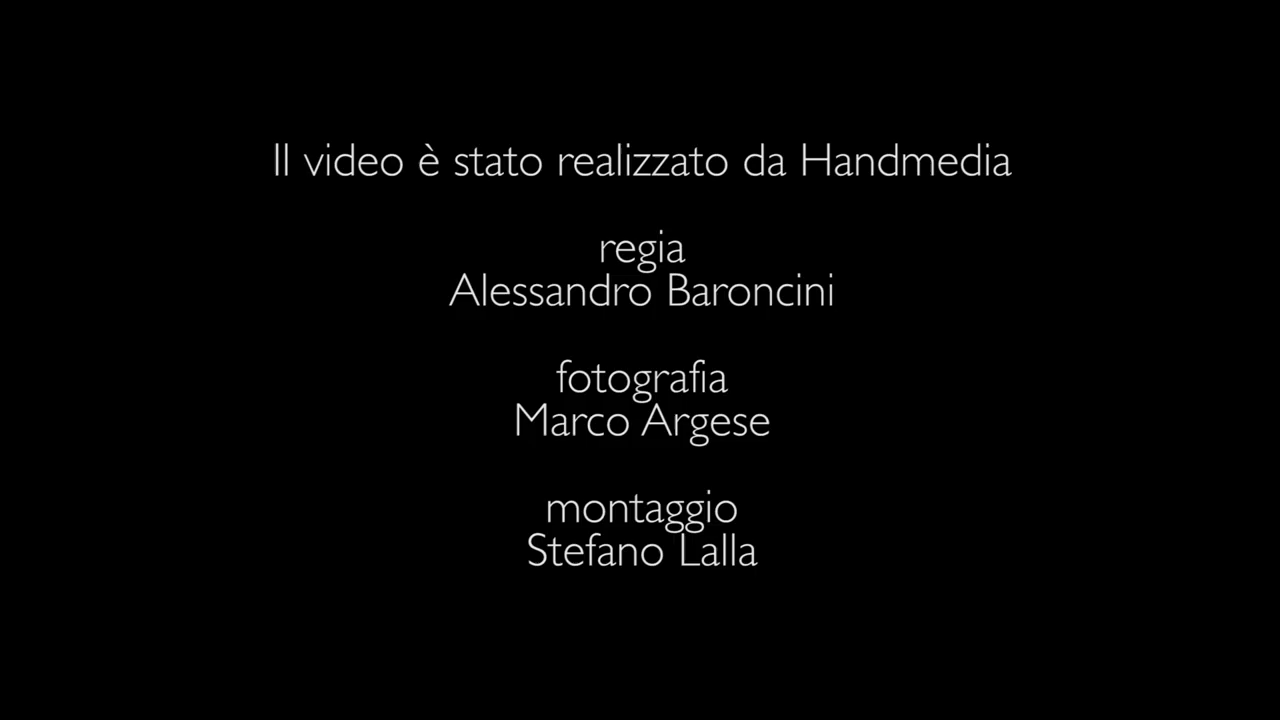 Il video è stato realizzato da Handmedia
regia
Alessandro Baroncini
fotografia
Marco Argese
montaggio
Stefano Lalla